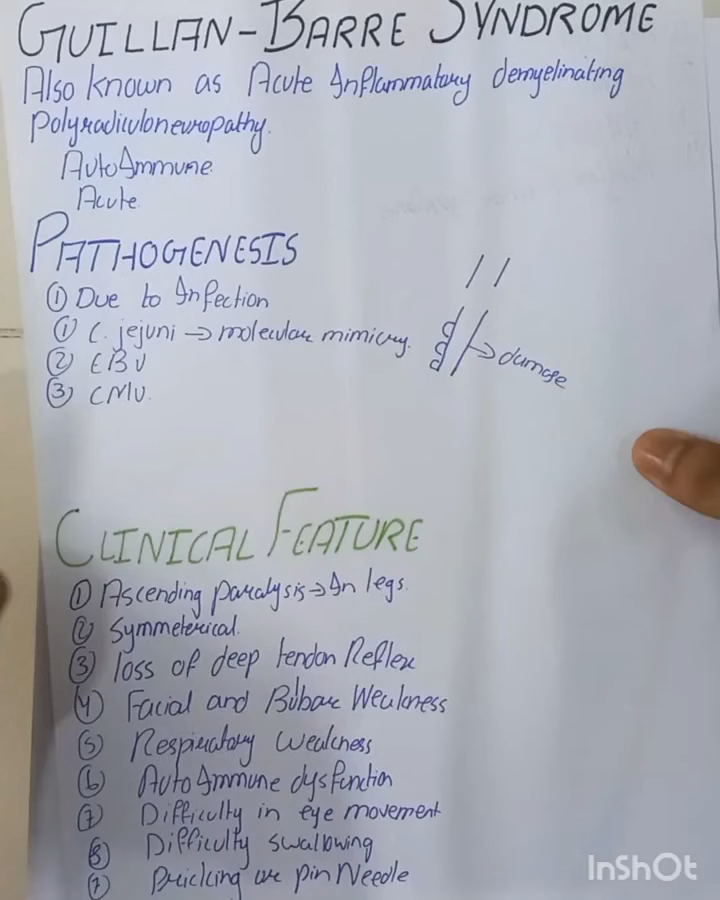 GUILLAN-BARRE SYNDROME
Also known as Acute Inflammatory demyelinating
Polyradiculoneuropathy.
AutoImmune.
Acute
PATHOGENESIS
① Due to Infection
① C. jejuni → molecular mimicry.
② EBV
③ CMV.
→ damage
CLINICAL FEATURE
① Ascending paralysis → In legs.
② Symmeterical.
③ loss of deep tendon Reflex
④ Facial and Bulbar Weakness
⑤ Respiratory weakness
⑥ AutoImmune dysfunction
⑦ Difficulty in eye movement
⑧ Difficulty swallowing
⑨ Pricking or pin Needle
InShOt